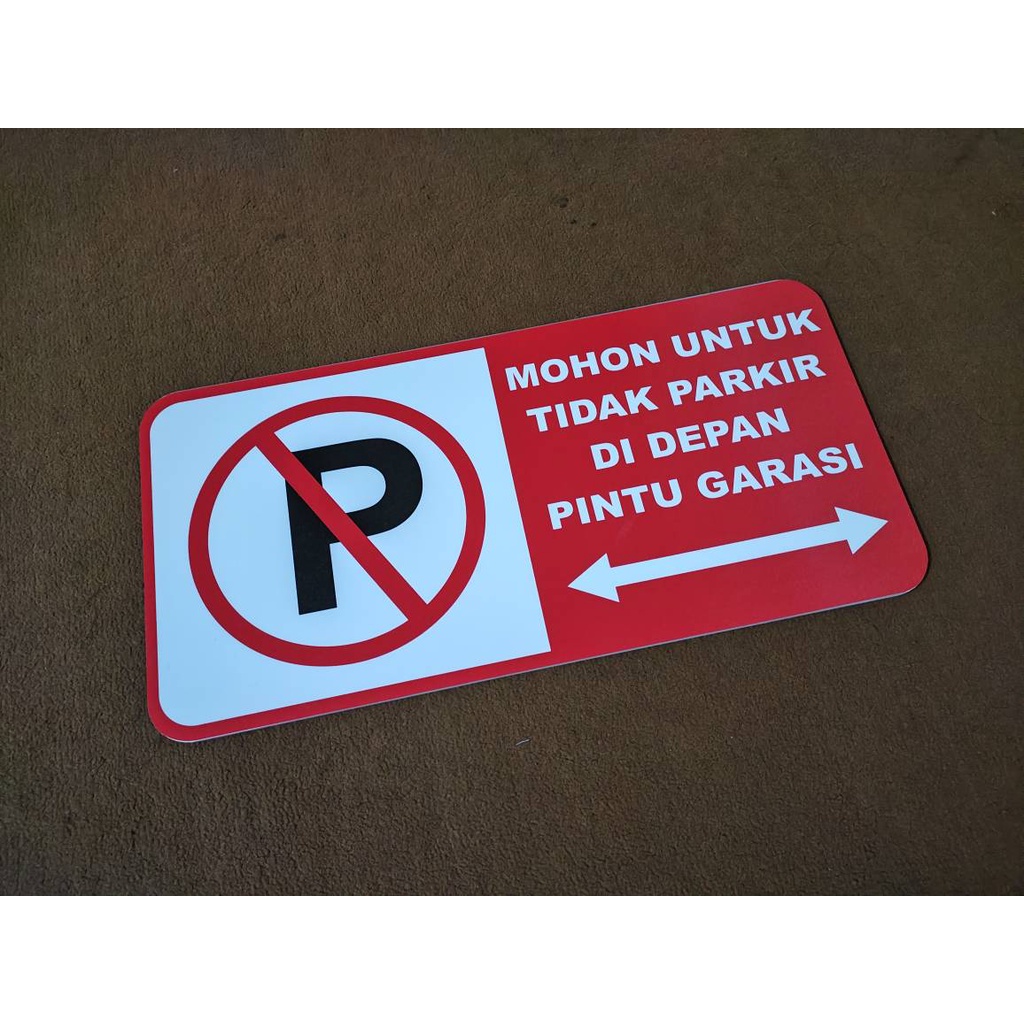 P
MOHON UNTUK
TIDAK PARKIR
DI DEPAN
PINTU GARASI